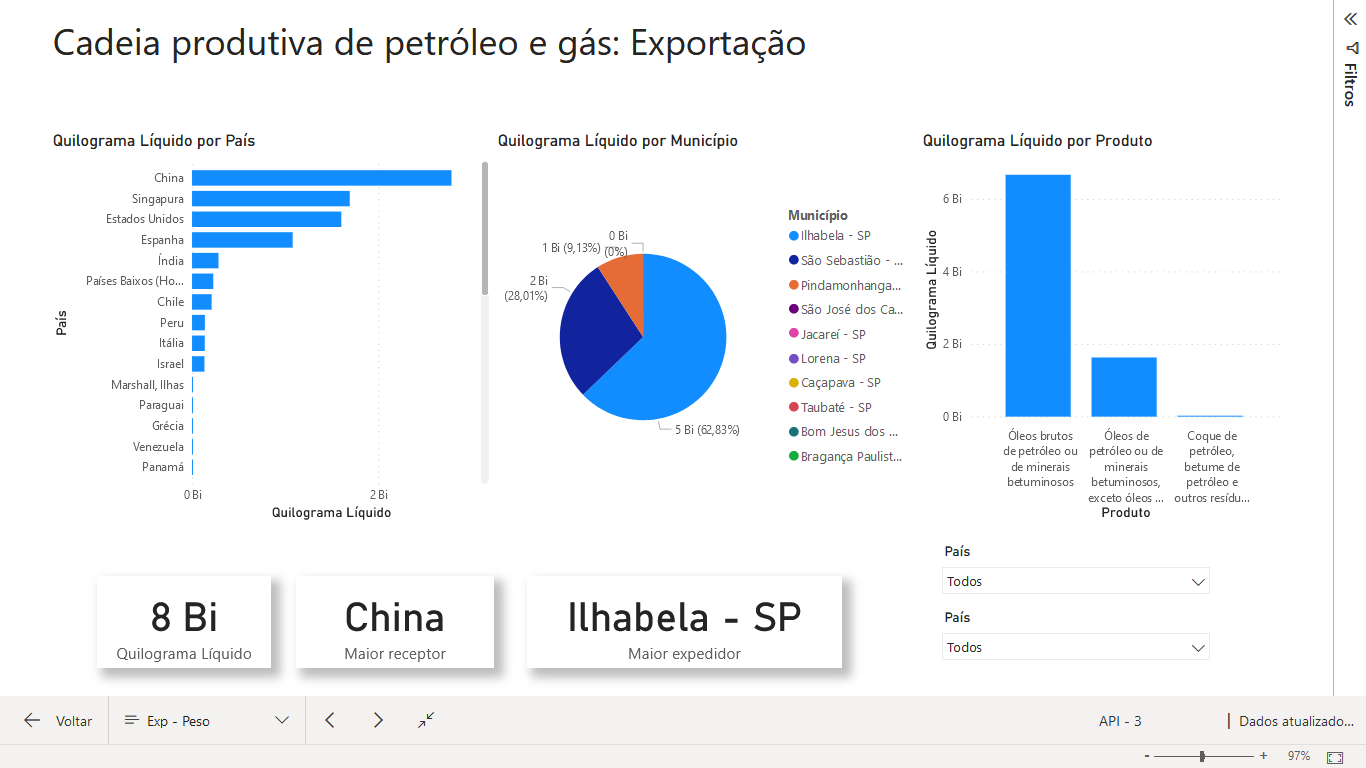 Cadeia produtiva de petróleo e gás: Exportação
Filtros
Quilograma Líquido por País
País
China
Singapura
Estados Unidos
Espanha
Índia
Países Baixos (Ho...
Chile
Peru
Itália
Israel
Marshall, Ilhas
Paraguai
Grécia
Venezuela
Panamá
0 Bi
2 Bi
Quilograma Líquido
Quilograma Líquido por Município
0 Bi
(0%)
1 Bi (9,13%)
2 Bi
(28,01%)
5 Bi (62,83%)
Município
Ilhabela - SP
São Sebastião - ...
Pindamonhanga...
São José dos Ca...
Jacareí - SP
Lorena - SP
Caçapava - SP
Taubaté - SP
Bom Jesus dos ...
Bragança Paulist...
Quilograma Líquido por Produto
Quilograma Líquido
6 Bi
4 Bi
2 Bi
0 Bi
Óleos brutos
de petróleo ou
de minerais
betuminosos
Óleos de
petróleo ou de
minerais
betuminosos,
exceto óleos ...
Coque de
petróleo,
betume de
petróleo e
outros resídu...
Produto
8 Bi
Quilograma Líquido
China
Maior receptor
Ilhabela - SP
Maior expedidor
País
Todos
País
Todos
Voltar
Exp - Peso
API - 3
Dados atualizado...
- + 97%